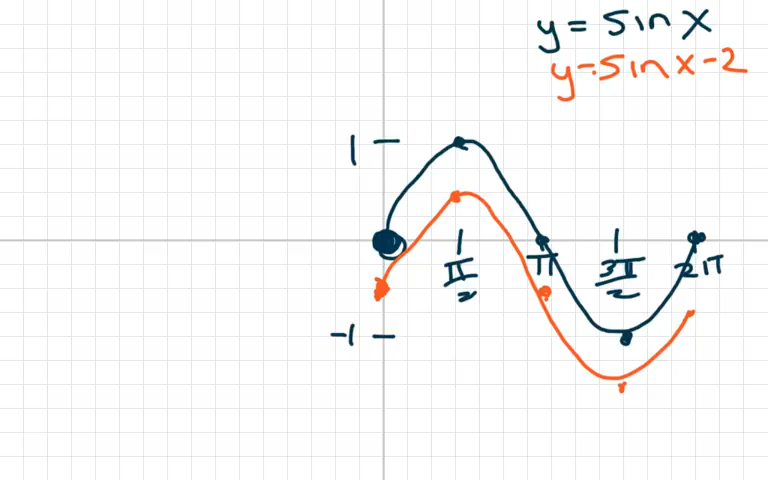 y = sin x
y = sin x - 2
1
π/2
π
3π/2
2π
-1